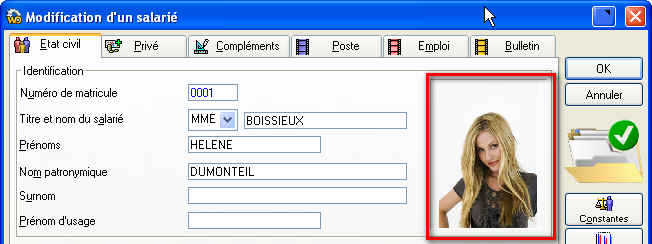 Modification d'un salarié
Etat civil Privé Compléments Poste Emploi Bulletin
Identification
Numéro de matricule 0001
Titre et nom du salarié MME BOISSIEUX
Prénoms HELENE
Nom patronymique DUMONTEIL
Surnom
Prénom d'usage
OK
Annuler
Constantes